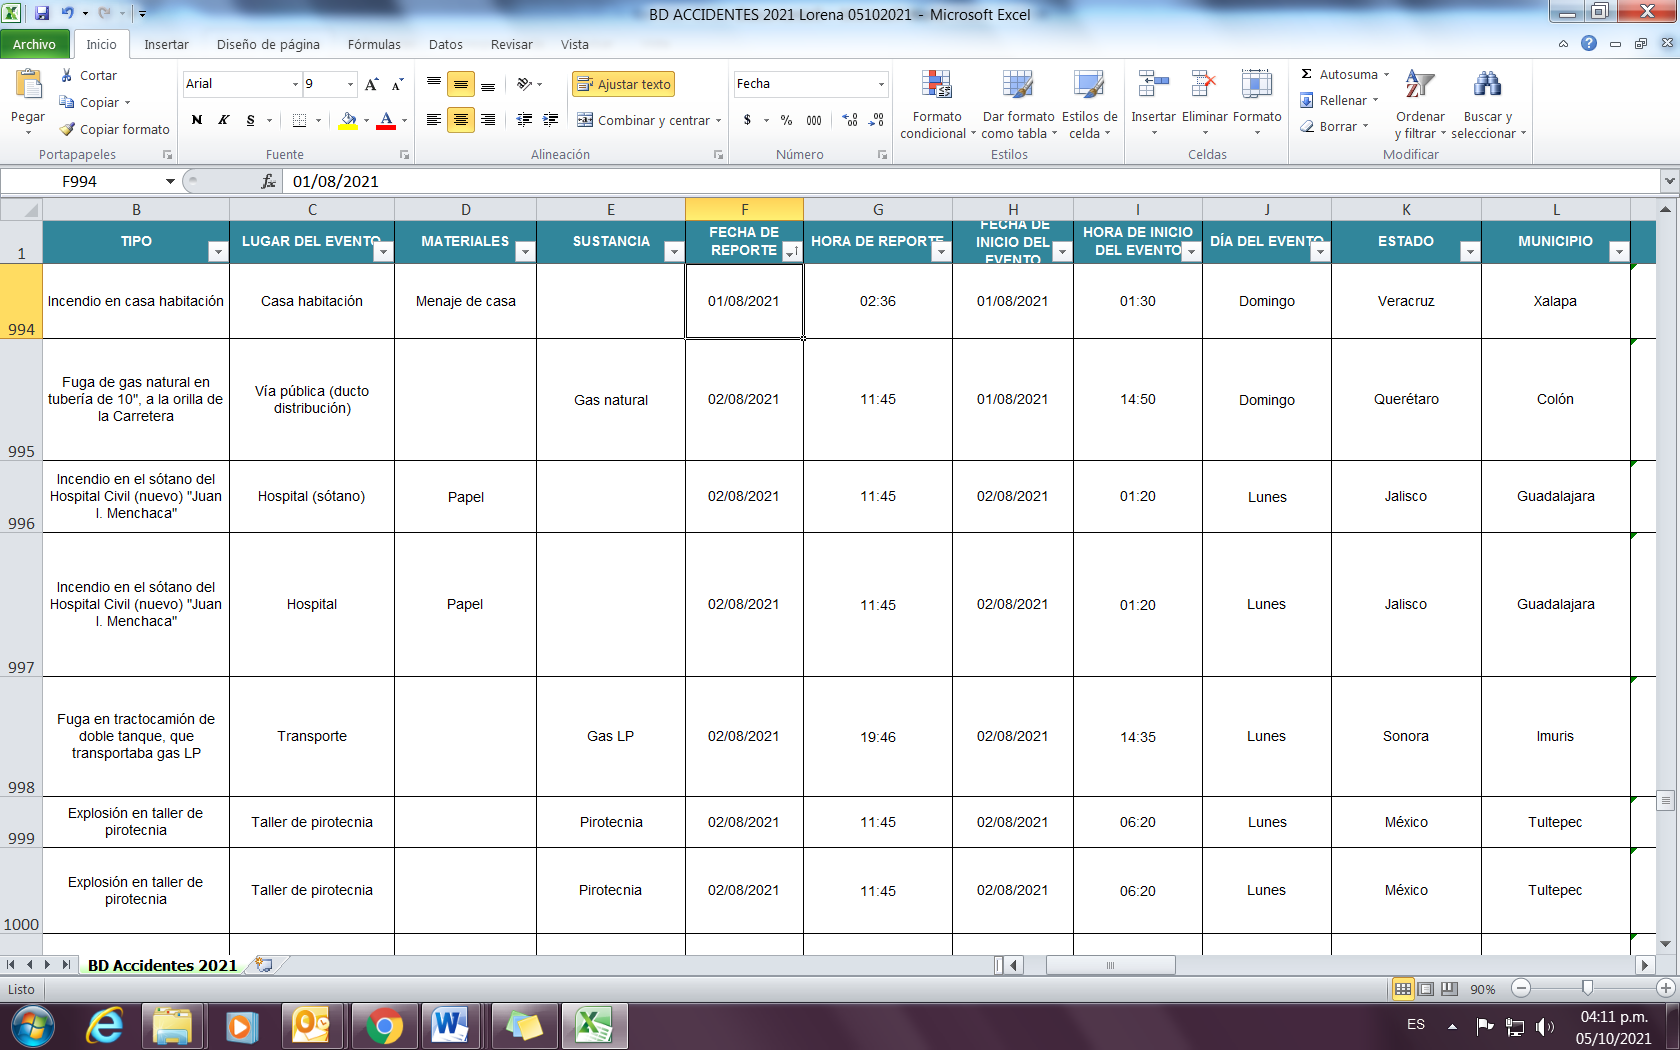 BD ACCIDENTES 2021 Lorena 05102021 - Microsoft Excel
Archivo Inicio Insertar Diseño de página Fórmulas Datos Revisar Vista
Pegar
Cortar
Copiar
Copiar formato
Portapapeles
Arial 9
N K S
A A
A
Fuente
Ajustar texto
Combinar y centrar
Alineación
Fecha
$ % 000
Número
Formato condicional
Dar formato como tabla
Estilos de celda
Estilos
Insertar Eliminar Formato
Celdas
Σ Autosuma
Rellenar
Borrar
Ordenar y filtrar
Buscar y seleccionar
Modificar
F994 fx 01/08/2021
B C D E F G H I J K L
1 TIPO LUGAR DEL EVENTO MATERIALES SUSTANCIA FECHA DE REPORTE HORA DE REPORTE FECHA DE INICIO DEL EVENTO HORA DE INICIO DEL EVENTO DÍA DEL EVENTO ESTADO MUNICIPIO
994 Incendio en casa habitación Casa habitación Menaje de casa 01/08/2021 02:36 01/08/2021 01:30 Domingo Veracruz Xalapa
995 Fuga de gas natural en tubería de 10", a la orilla de la Carretera Vía pública (ducto distribución) Gas natural 02/08/2021 11:45 01/08/2021 14:50 Domingo Querétaro Colón
996 Incendio en el sótano del Hospital Civil (nuevo) "Juan I. Menchaca" Hospital (sótano) Papel 02/08/2021 11:45 02/08/2021 01:20 Lunes Jalisco Guadalajara
997 Incendio en el sótano del Hospital Civil (nuevo) "Juan I. Menchaca" Hospital Papel 02/08/2021 11:45 02/08/2021 01:20 Lunes Jalisco Guadalajara
998 Fuga en tractocamión de doble tanque, que transportaba gas LP Transporte Gas LP 02/08/2021 19:46 02/08/2021 14:35 Lunes Sonora Imuris
999 Explosión en taller de pirotecnia Taller de pirotecnia Pirotecnia 02/08/2021 11:45 02/08/2021 06:20 Lunes México Tultepec
1000 Explosión en taller de pirotecnia Taller de pirotecnia Pirotecnia 02/08/2021 11:45 02/08/2021 06:20 Lunes México Tultepec
BD Accidentes 2021
Listo 90%
ES 04:11 p.m.
05/10/2021